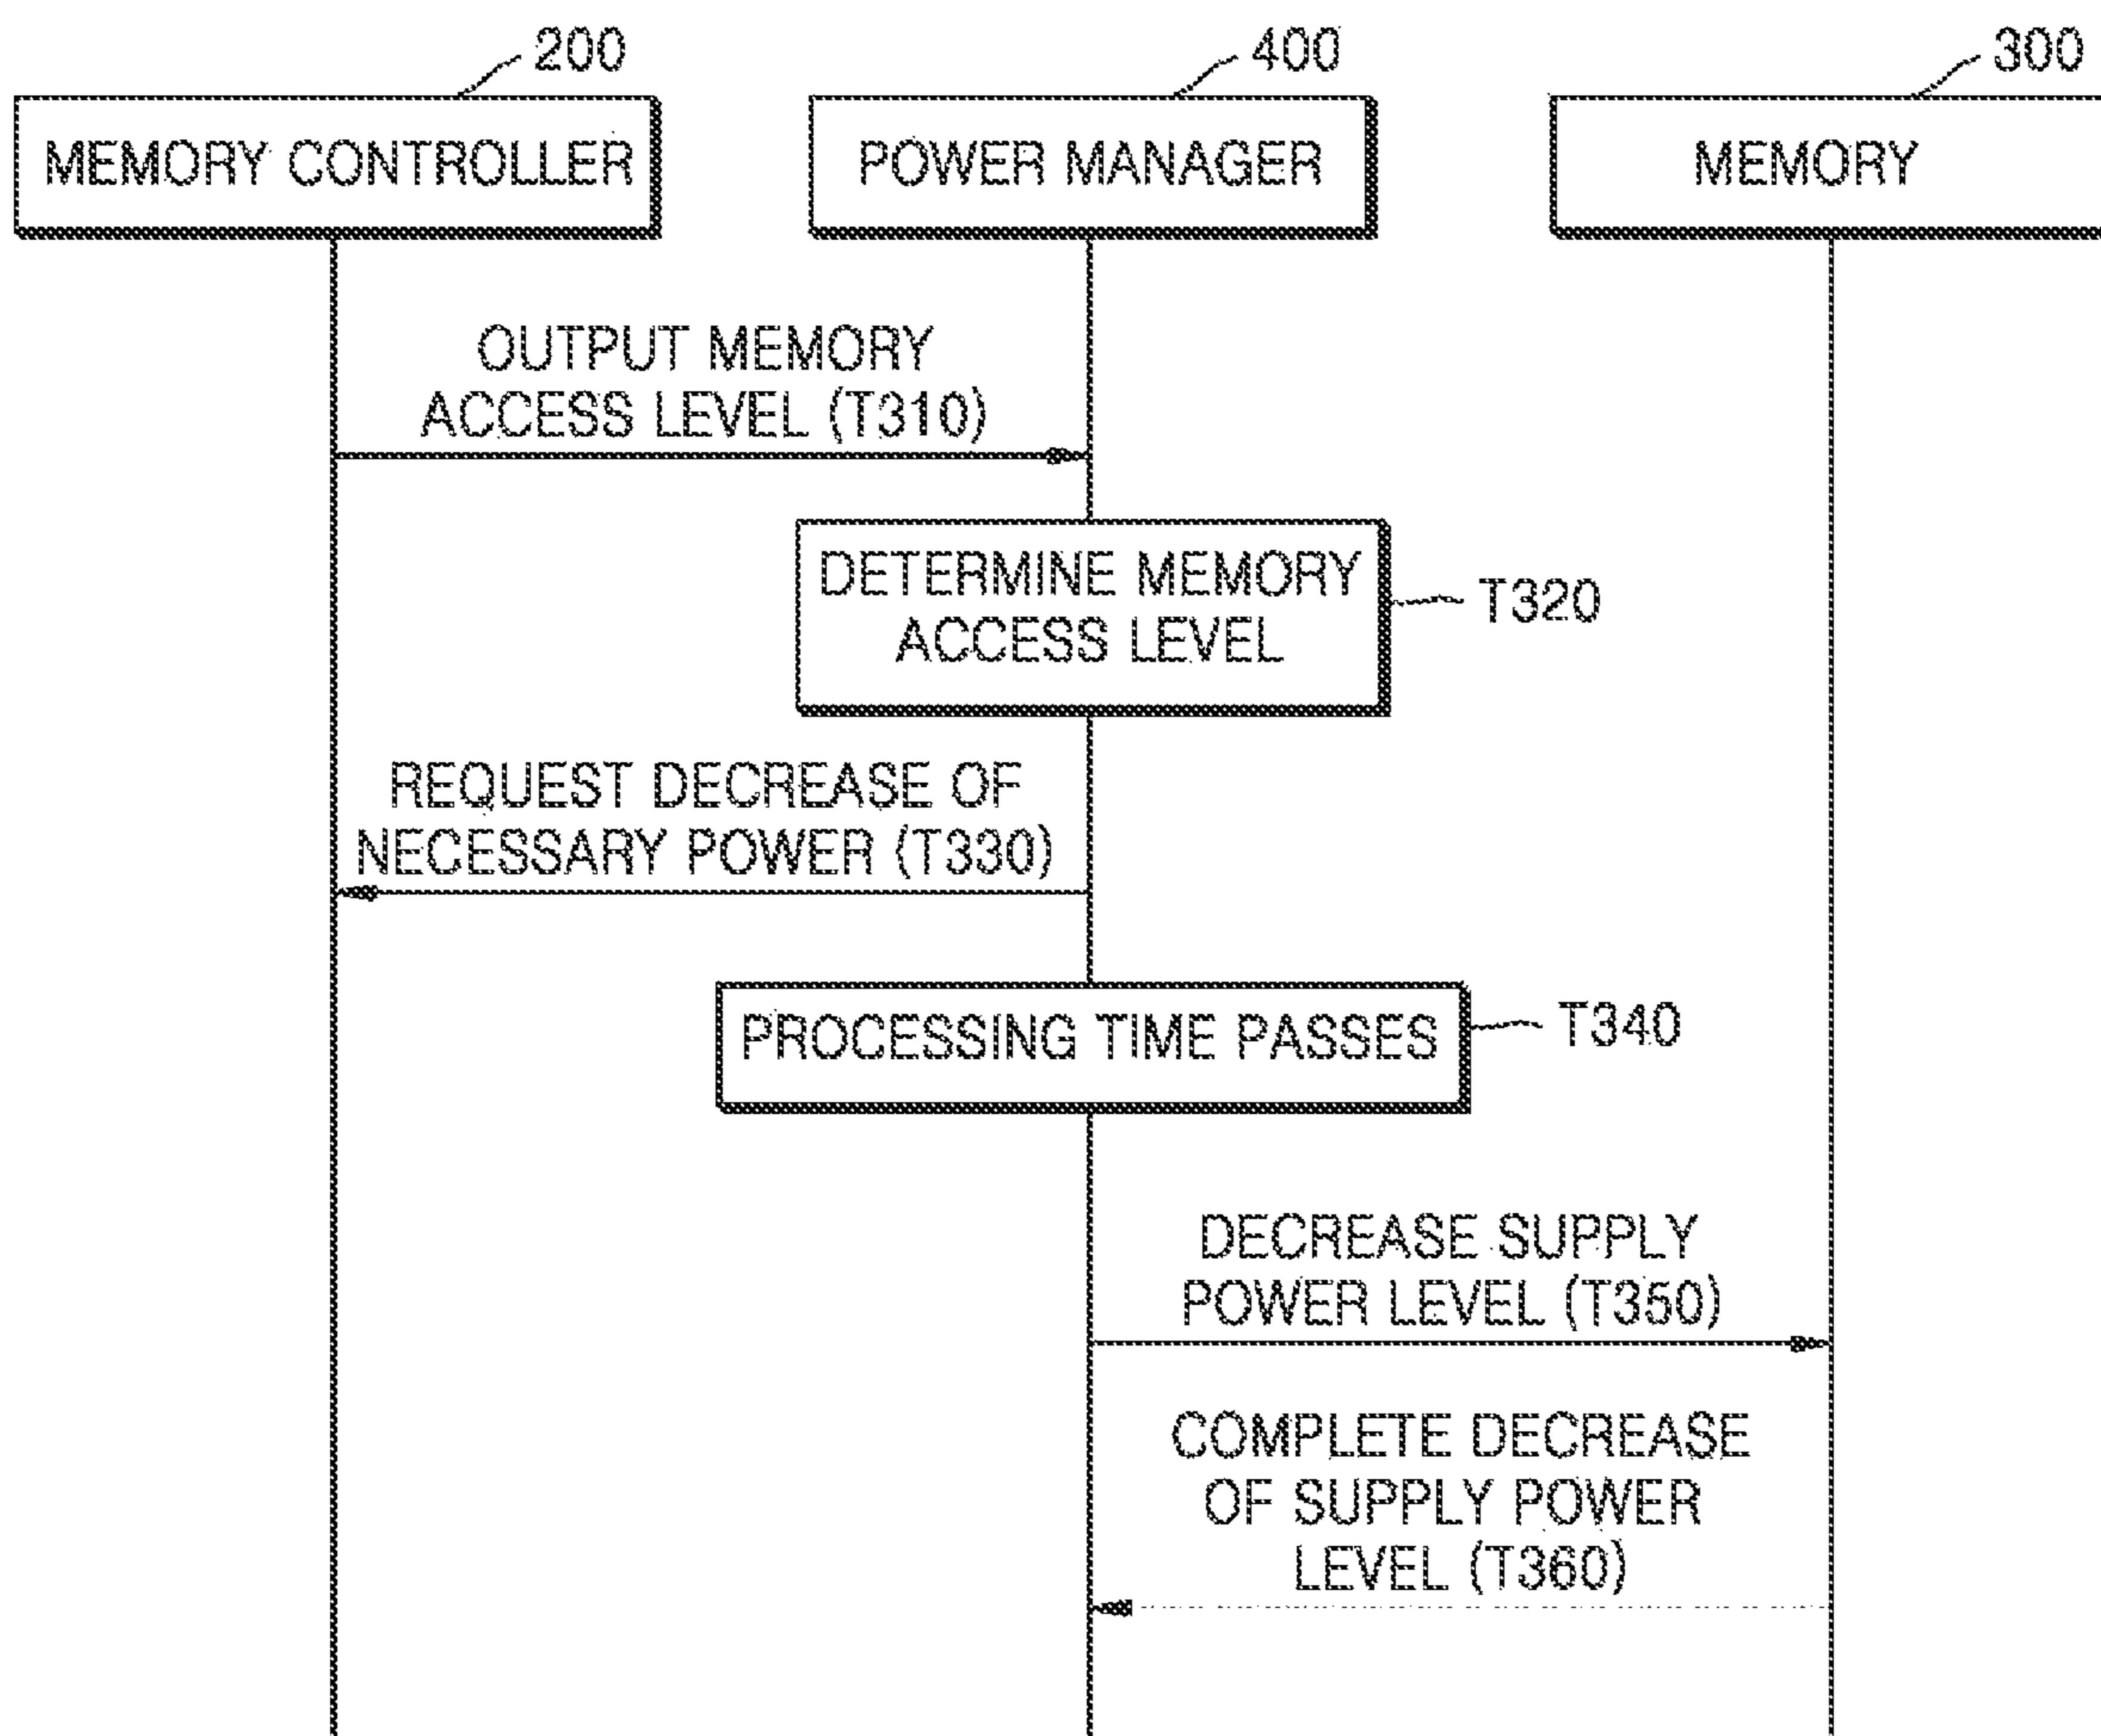 200
400
300
MEMORY CONTROLLER
POWER MANAGER
MEMORY
OUTPUT MEMORY
ACCESS LEVEL (T310)
DETERMINE MEMORY
ACCESS LEVEL
T320
REQUEST DECREASE OF
NECESSARY POWER (T330)
PROCESSING TIME PASSES
T340
DECREASE SUPPLY
POWER LEVEL (T350)
COMPLETE DECREASE
OF SUPPLY POWER
LEVEL (T360)